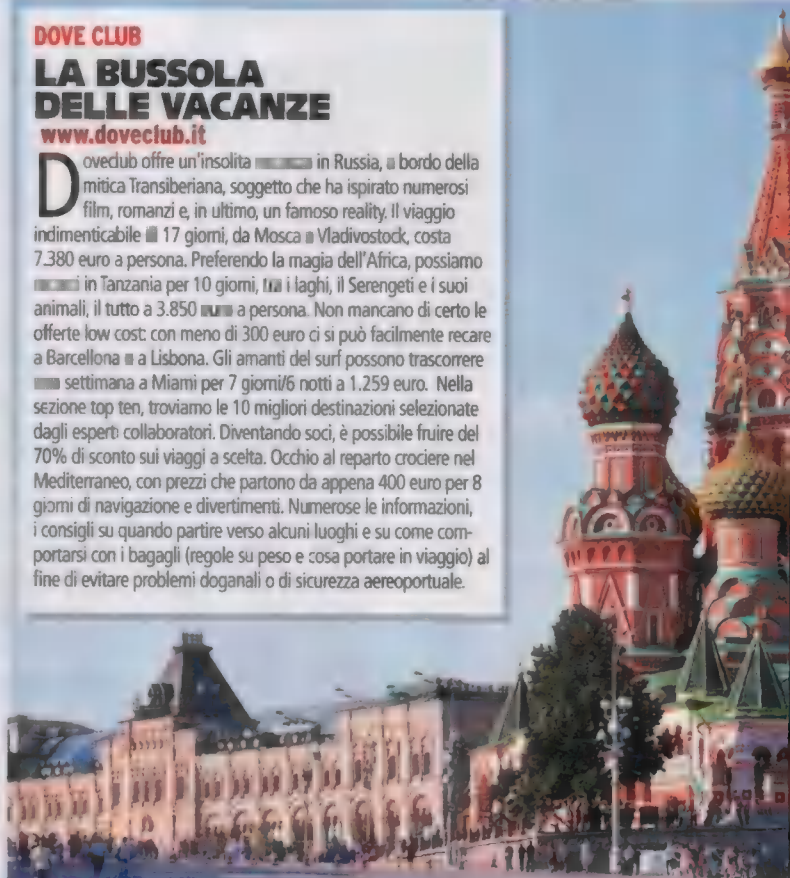 DOVE CLUB
LA BUSSOLA
DELLE VACANZE
www.doveclub.it
Doveclub offre un'insolita in Russia, a bordo della
mitica Transiberiana, soggetto che ha ispirato numerosi
film, romanzi e, in ultimo, un famoso reality. Il viaggio
indimenticabile 17 giorni, da Mosca a Vladivostock, costa
7.380 euro a persona. Preferendo la magia dell'Africa, possiamo
in Tanzania per 10 giorni, tra i laghi, il Serengeti e i suoi
animali, il tutto a 3.850 euro a persona. Non mancano di certo le
offerte low cost: con meno di 300 euro ci si può facilmente recare
a Barcellona a Lisbona. Gli amanti del surf possono trascorrere
settimana a Miami per 7 giorni/6 notti a 1.259 euro. Nella
sezione top ten, troviamo le 10 migliori destinazioni selezionate
dagli esperti collaboratori. Diventando soci, è possibile fruire del
70% di sconto sui viaggi a scelta. Occhio al reparto crociere nel
Mediterraneo, con prezzi che partono da appena 400 euro per 8
giorni di navigazione e divertimenti. Numerose le informazioni,
i consigli su quando partire verso alcuni luoghi e su come com-
portarsi con i bagagli (regole su peso e cosa portare in viaggio) al
fine di evitare problemi doganali o di sicurezza aereoportuale.